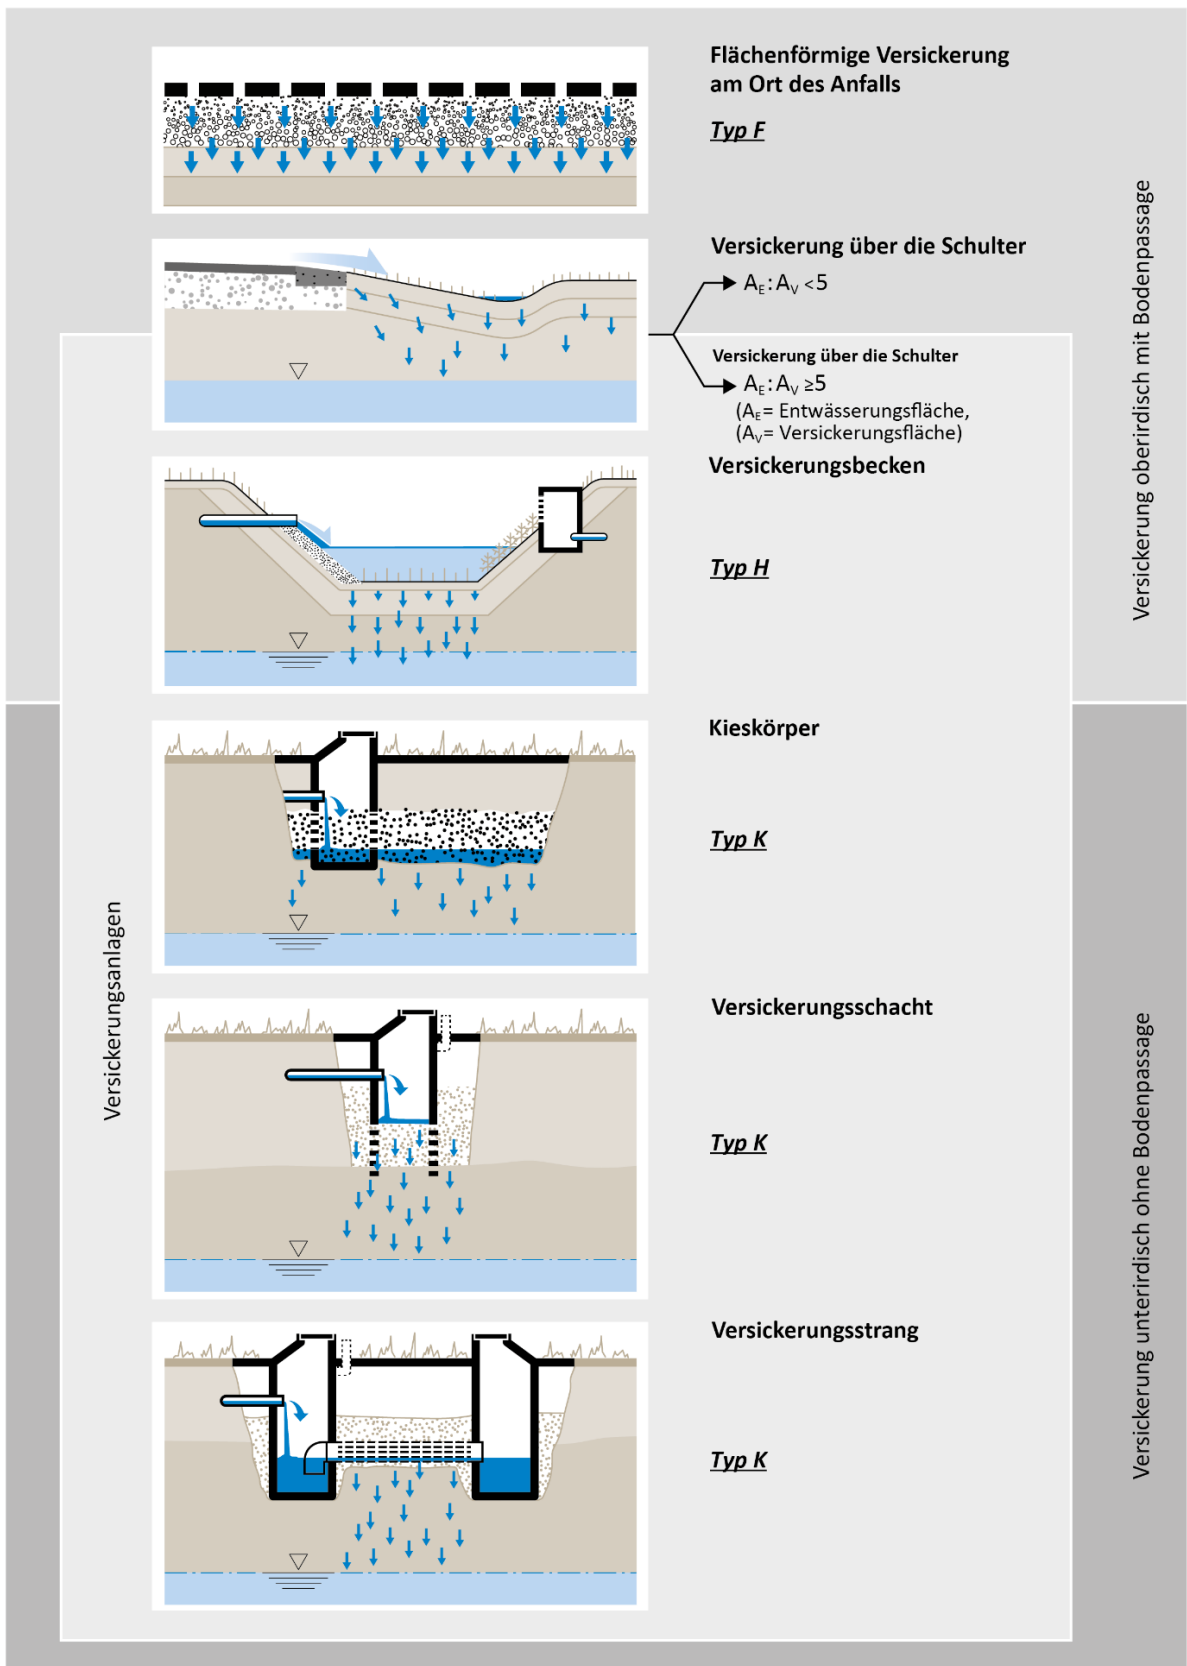 Flächenförmige Versickerung
am Ort des Anfalls
Typ F
Versickerung über die Schulter
AE:AV <5
Versickerung über die Schulter
AE:AV ≥5
(AE= Entwässerungsfläche,
(AV= Versickerungsfläche)
Versickerungsbecken
Typ H
Versickerung oberirdisch mit Bodenpassage
Kieskörper
Typ K
Versickerungsanlagen
Versickerungsschacht
Typ K
Versickerungsstrang
Typ K
Versickerung unterirdisch ohne Bodenpassage